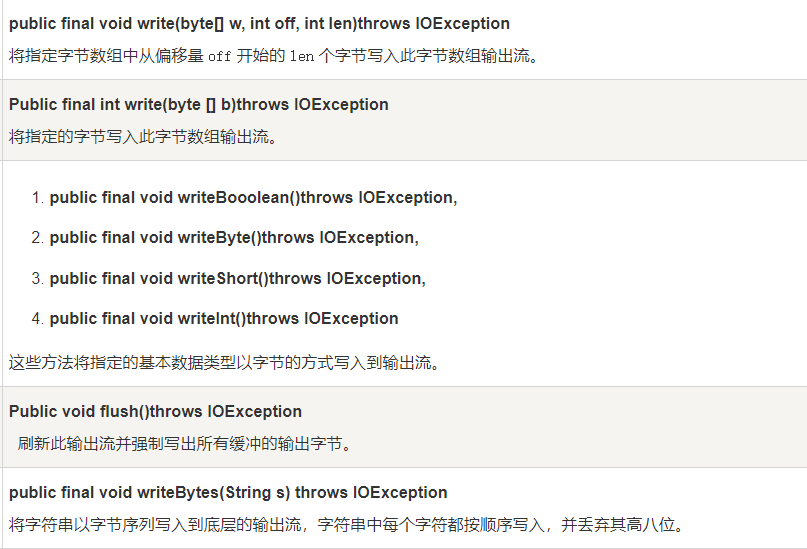 public final void write(byte[] w, int off, int len)throws IOException
将指定字节数组中从偏移量 off 开始的 len 个字节写入此字节数组输出流。
Public final int write(byte [] b)throws IOException
将指定的字节写入此字节数组输出流。
1. public final void writeBooolean()throws IOException,
2. public final void writeByte()throws IOException,
3. public final void writeShort()throws IOException,
4. public final void writeInt()throws IOException
这些方法将指定的基本数据类型以字节的方式写入到输出流。
Public void flush()throws IOException
刷新此输出流并强制写出所有缓冲的输出字节。
public final void writeBytes(String s) throws IOException
将字符串以字节序列写入到底层的输出流，字符串中每个字符都按顺序写入，并丢弃其高八位。